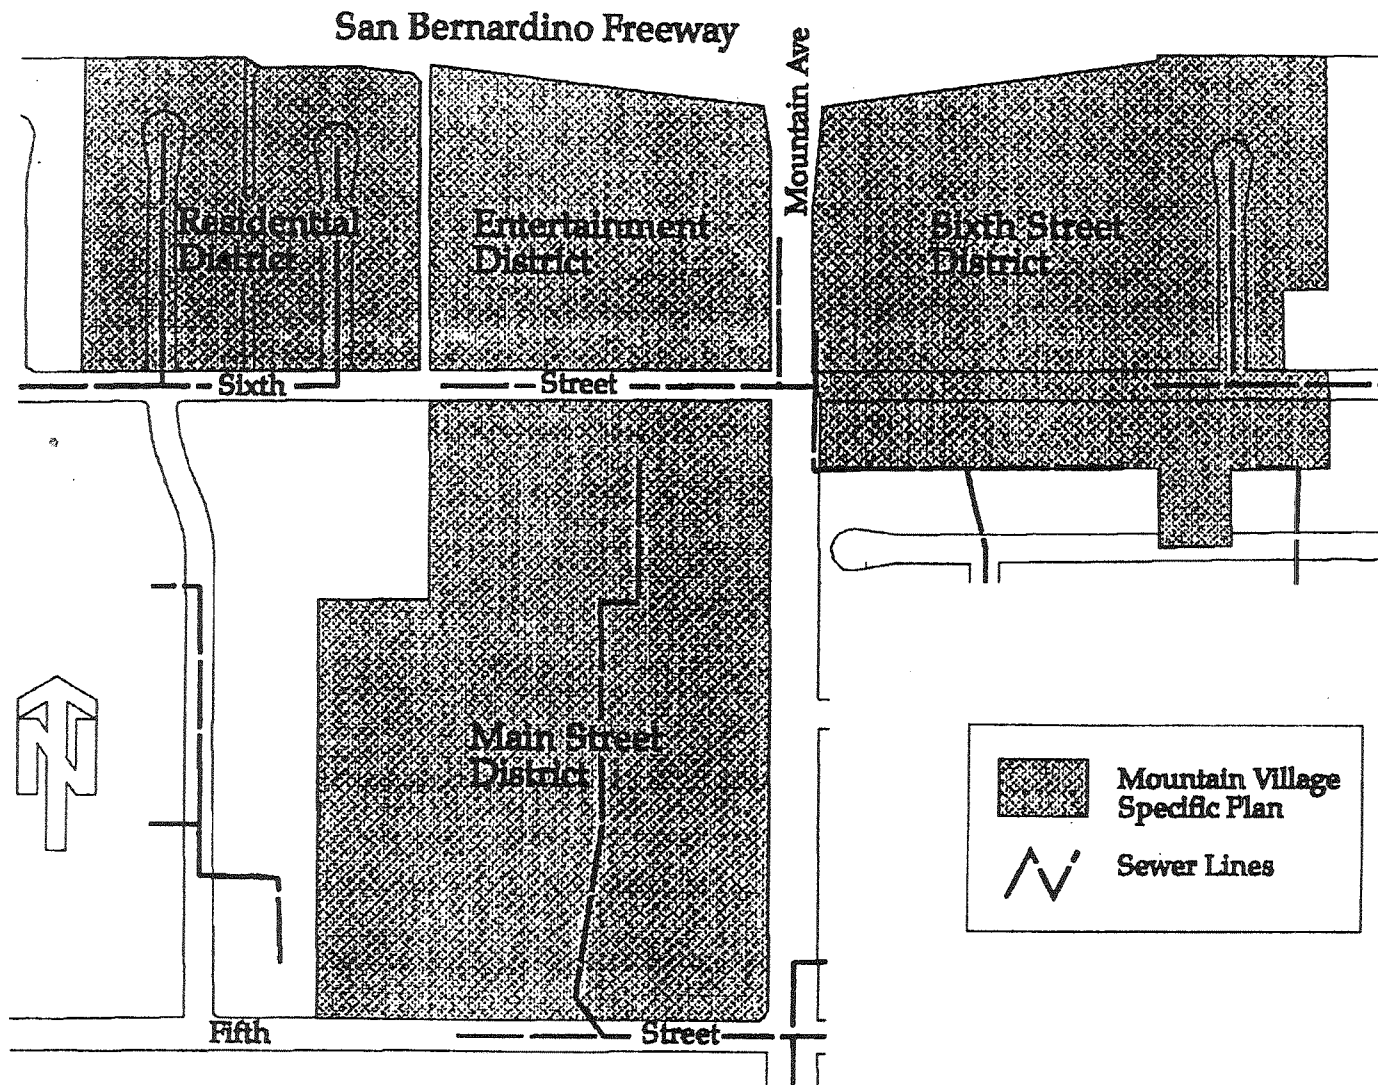 San Bernardino Freeway
Mountain Ave
Residential
District
Entertainment
District
Sixth Street
District
Sixth Street
Main Street
District
Mountain Village
Specific Plan
Sewer Lines
Fifth Street
N